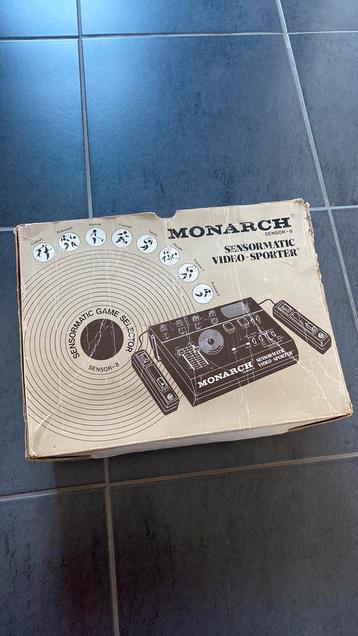 MONARCH
SENSOR-8
SENSORMATIC
VIDEO-SPORTER
SENSORMATIC GAME SELECTOR
SENSOR-8
MONARCH
SENSORMATIC
VIDEO SPORTER